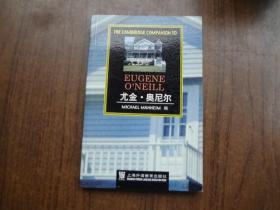 THE CAMBRIDGE COMPANION TO
EUGENE
O'NEILL
尤金·奥尼尔
MICHAEL MANHEIM 编
上海外语教育出版社